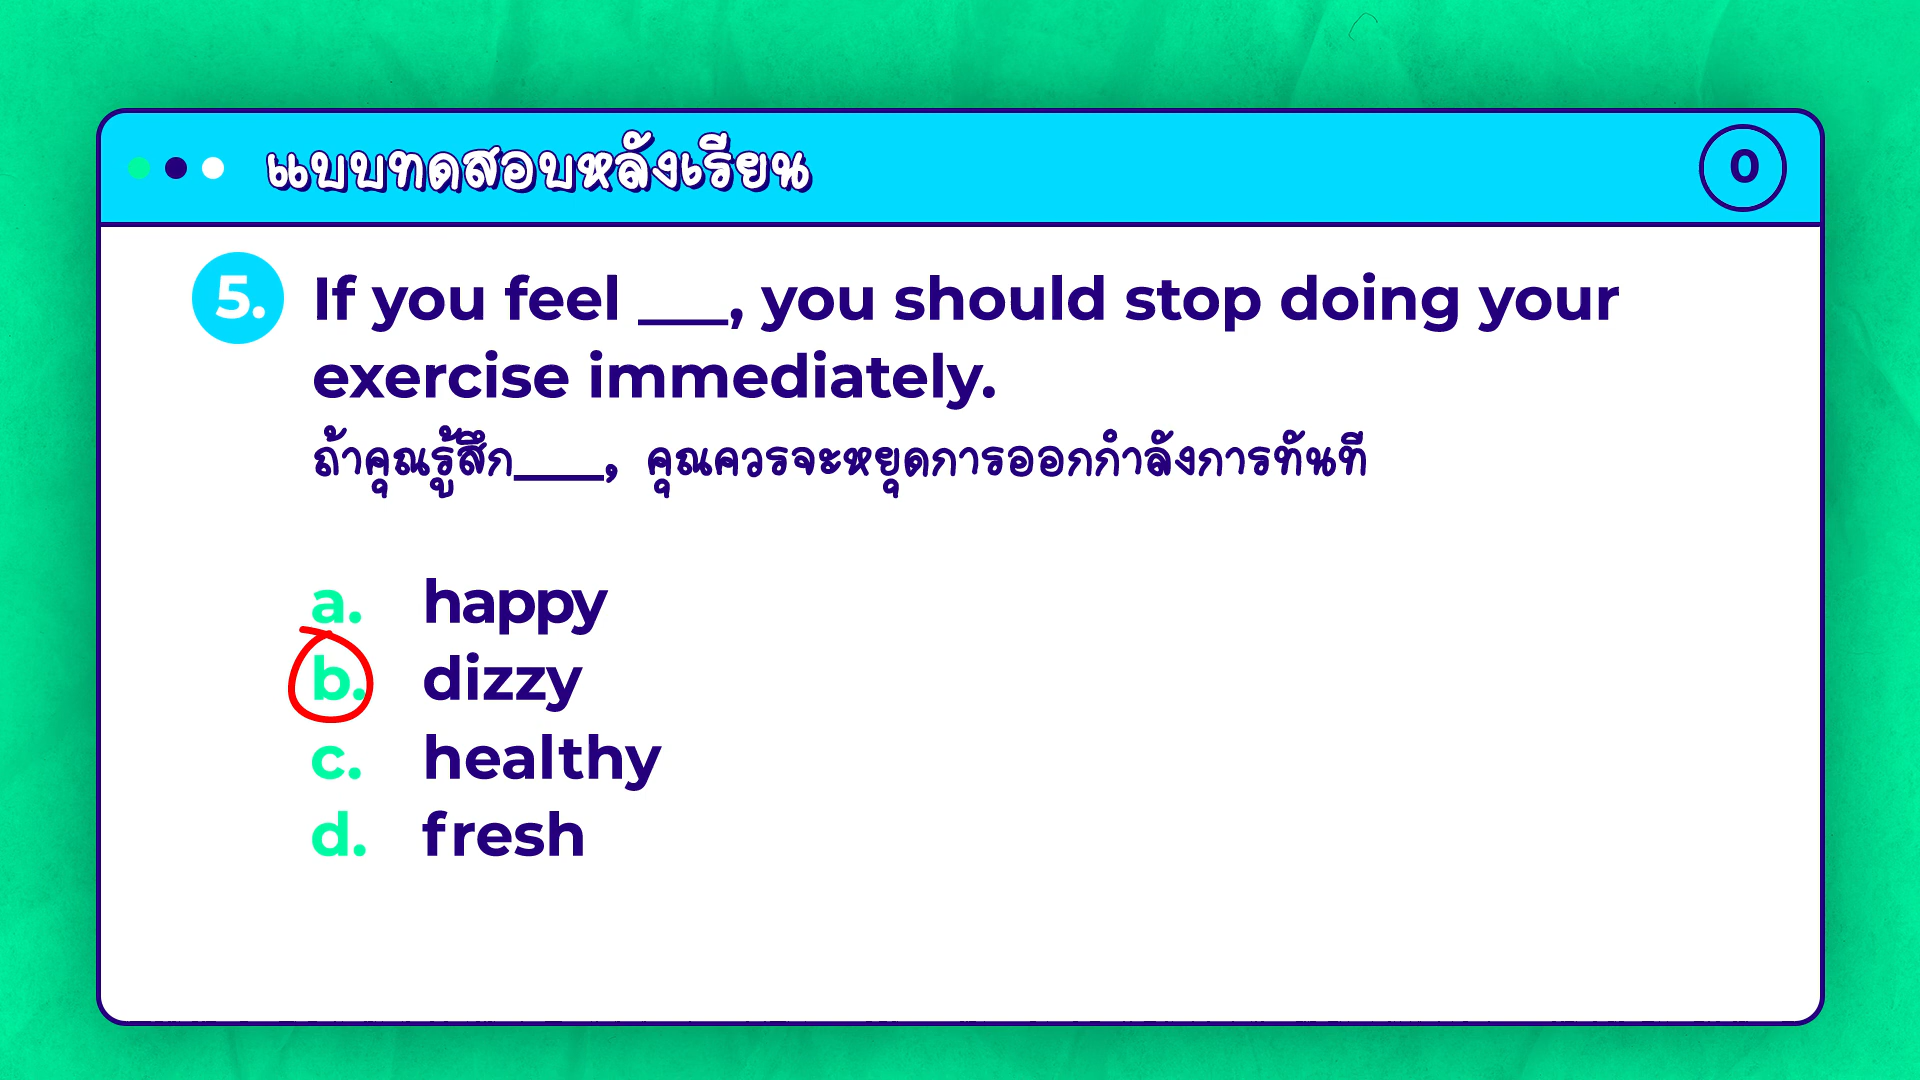 แบบทดสอบหลังเรียน
0
5. If you feel ___, you should stop doing your
exercise immediately.
ถ้าคุณรู้สึก___, คุณควรจะหยุดการออกกำลังการทันที
a. happy
b. dizzy
c. healthy
d. fresh